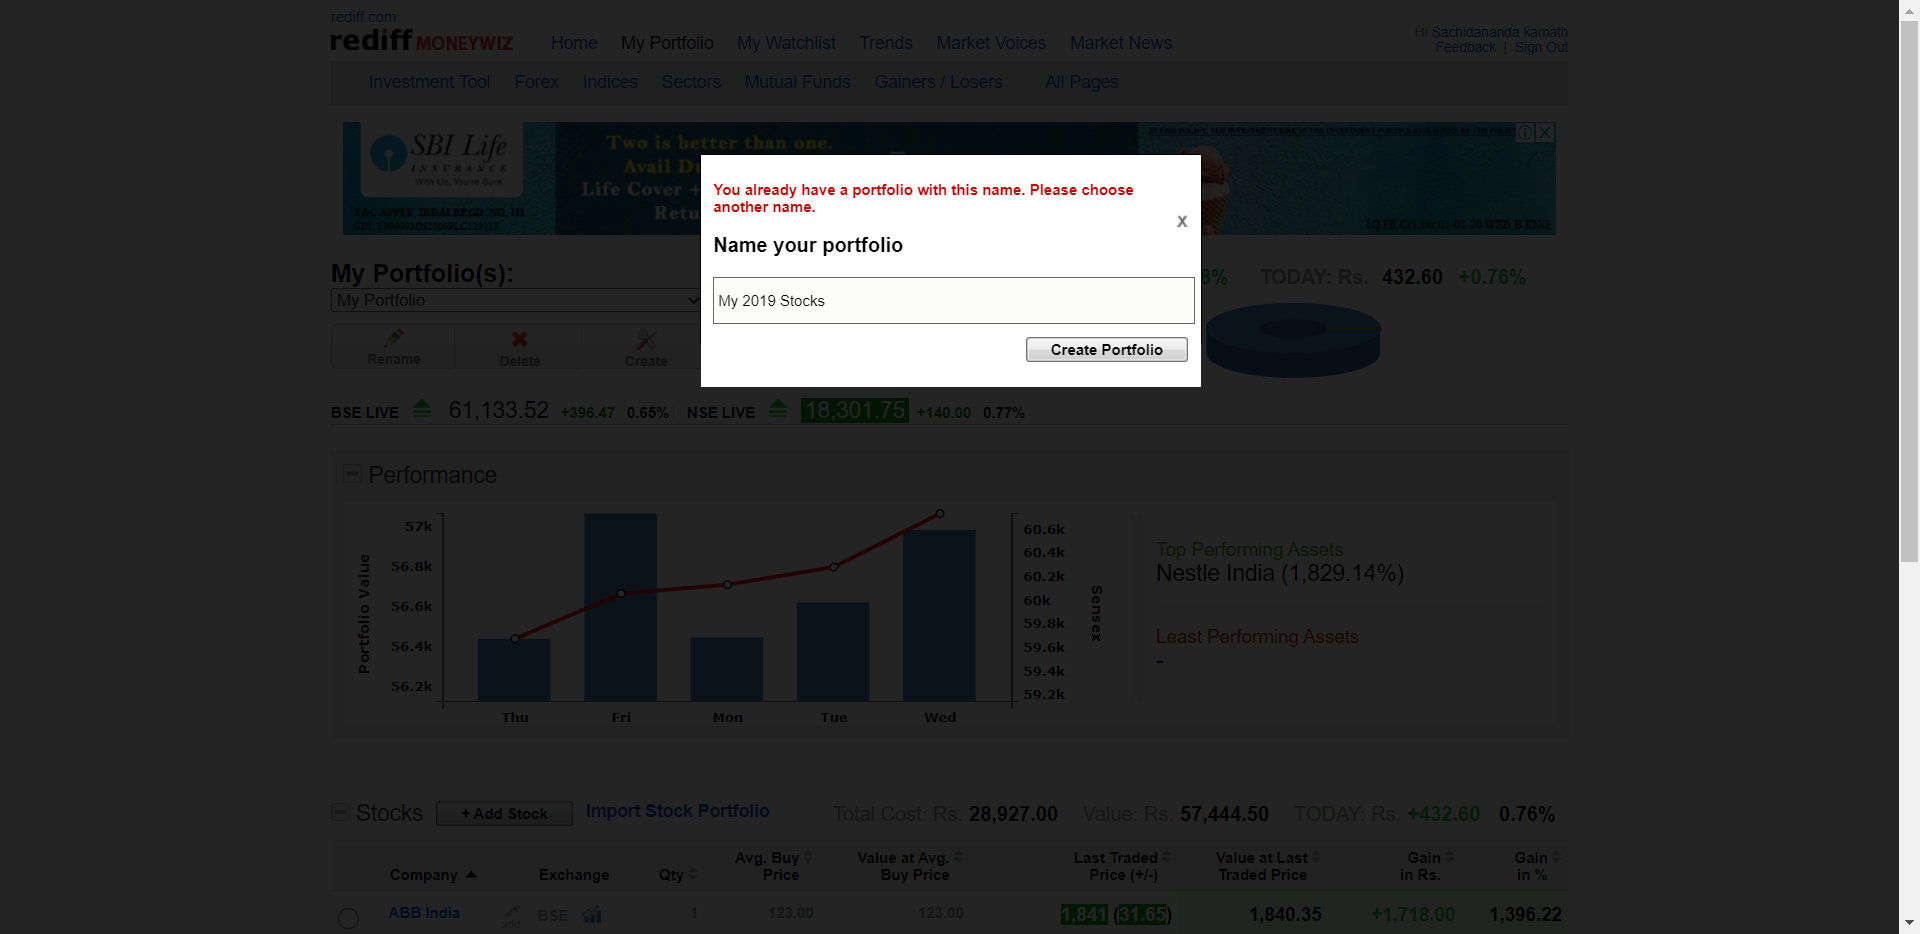 rediff.com
rediff MONEYWIZ
Home My Portfolio My Watchlist Trends Market Voices Market News
Hi Sachidananda kamath
Feedback | Sign Out
Investment Tool Forex Indices Sectors Mutual Funds Gainers / Losers All Pages
SBI Life
INSURANCE
With Us, You're Sure
Two is better than one.
Avail Du
Life Cover +
Retu
T&C APPLY
1Q.PE.Cr1.ver.01-01-20 WEB B ENG
You already have a portfolio with this name. Please choose
another name.
x
Name your portfolio
My 2019 Stocks
Create Portfolio
My Portfolio(s):
8% TODAY: Rs. 432.60 +0.76%
My Portfolio
Rename Delete Create
BSE LIVE 61,133.52 +396.47 0.65% NSE LIVE 18,301.75 +140.00 0.77%
Performance
Portfolio Value
57k
56.8k
56.6k
56.4k
56.2k
Thu Fri Mon Tue Wed
60.6k
60.4k
60.2k
60k
59.8k
59.6k
59.4k
59.2k
Sensex
Top Performing Assets
Nestle India (1,829.14%)
Least Performing Assets
-
Stocks + Add Stock Import Stock Portfolio Total Cost: Rs. 28,927.00 Value: Rs. 57,444.50 TODAY: Rs. +432.60 0.76%
Company Exchange Qty Avg. Buy Price Value at Avg. Buy Price Last Traded Price (+/-) Value at Last Traded Price Gain in Rs. Gain in %
ABB India add BSE 1 123.00 123.00 1,841 (31.65) 1,840.35 +1,718.00 1,396.22